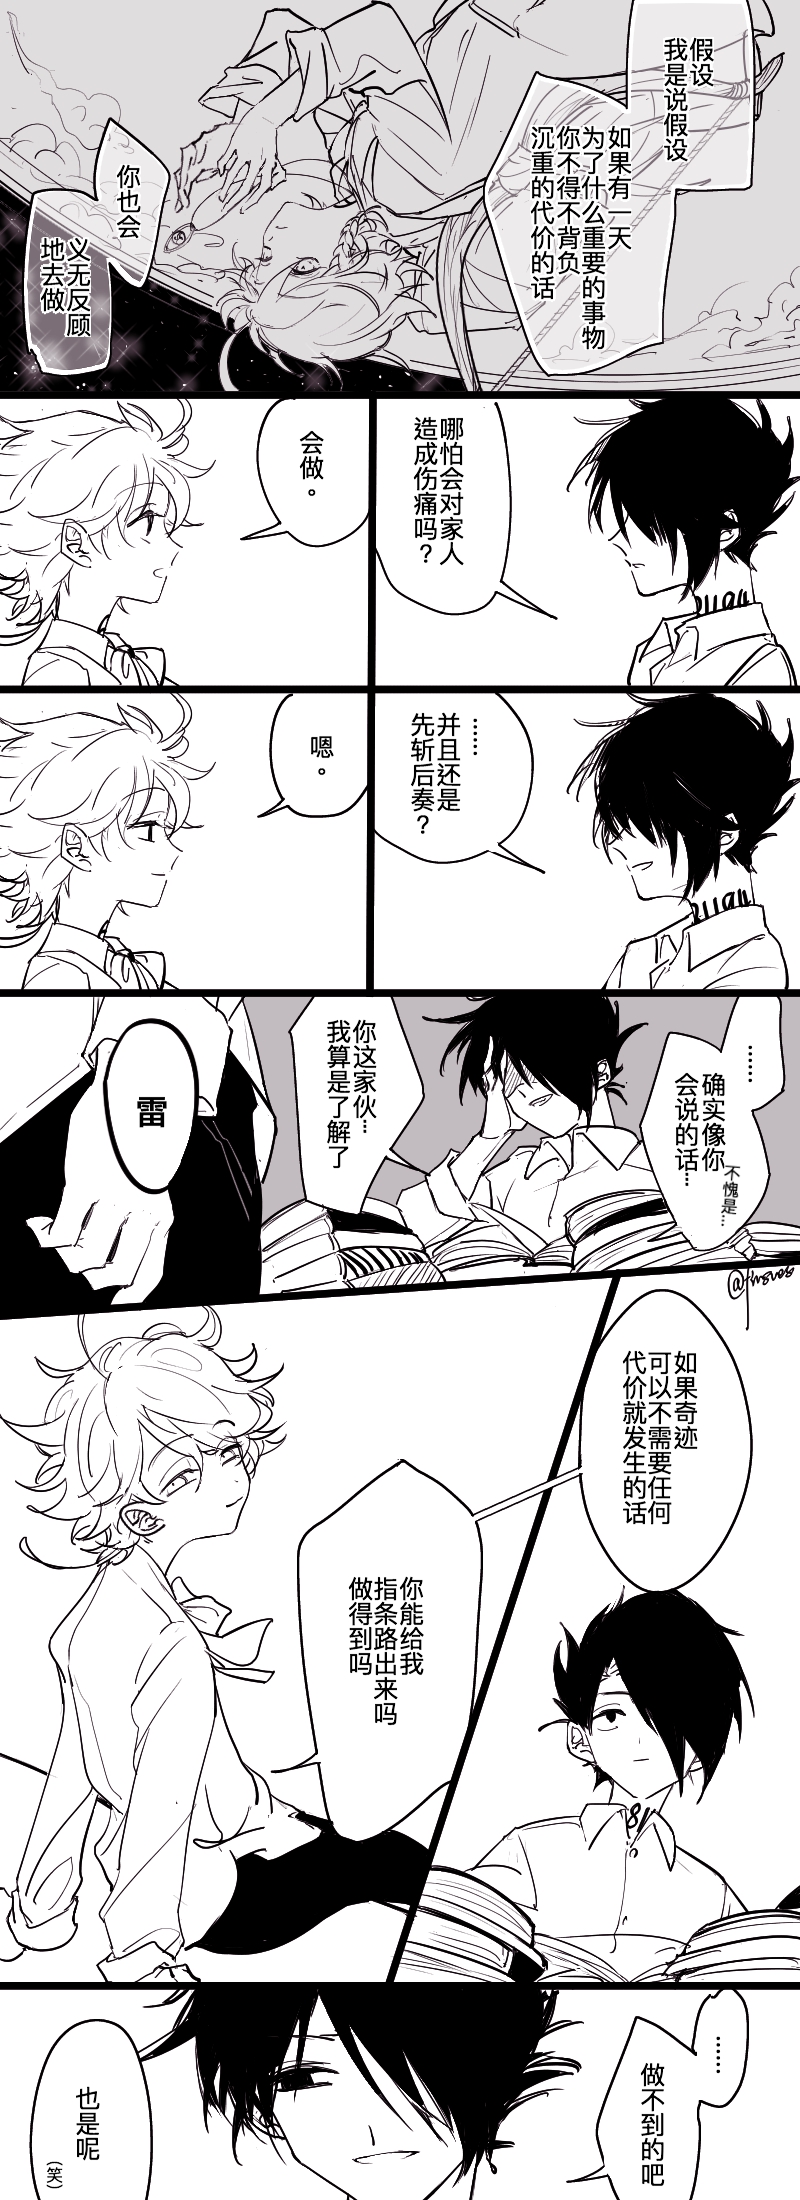 假设
我是说假设
如果有一天
为了什么重要的事物
你不得不背负
沉重的代价的话
你也会
义无反顾
地去做
哪怕会对家人
造成伤痛吗？
会做。
……
并且还是
先斩后奏？
嗯。
……
确实像你
会说的话…
不愧是…
你这家伙…
我算是了解了
雷
如果奇迹
可以不需要任何
代价就发生的话
你能给我
指条路出来吗
做得到吗
81
……
做不到的吧
也是呢
(笑)